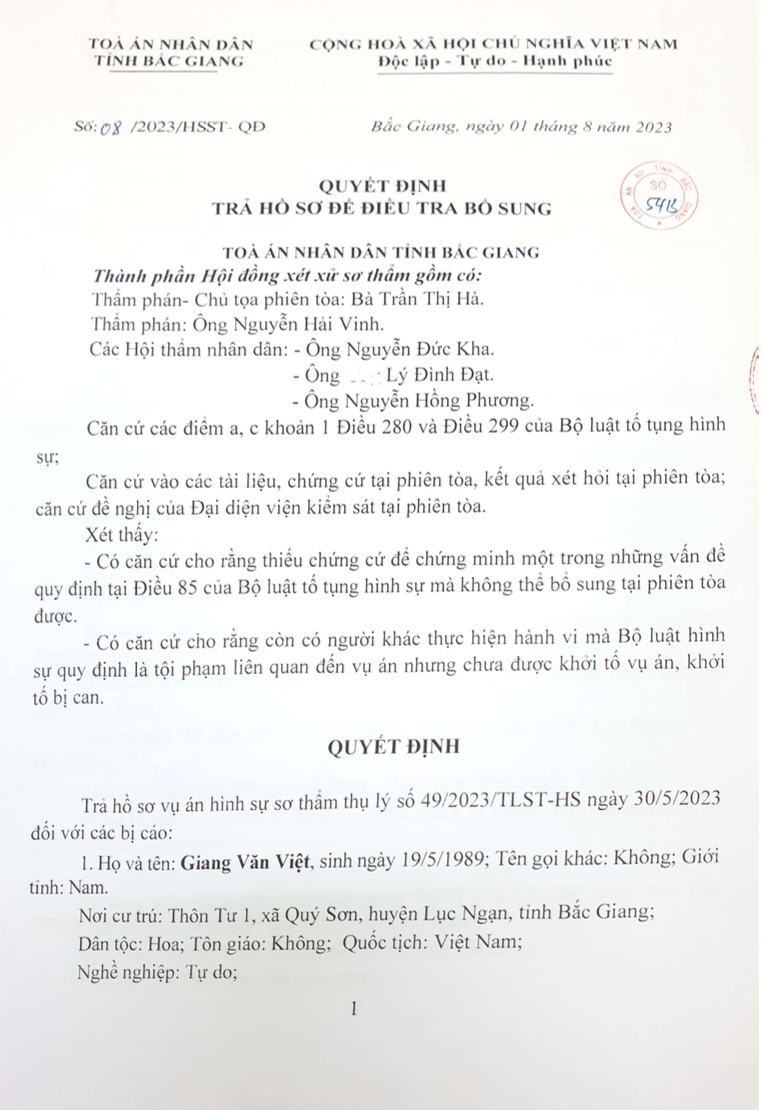 TOÀ ÁN NHÂN DÂN
TỈNH BẮC GIANG
CỘNG HOÀ XÃ HỘI CHỦ NGHĨA VIỆT NAM
Độc lập - Tự do - Hạnh phúc
Số: 08 /2023/HSST- QĐ
Bắc Giang, ngày 01 tháng 8 năm 2023
QUYẾT ĐỊNH
TRẢ HỒ SƠ ĐỂ ĐIỀU TRA BỔ SUNG
SỐ
TOÀ ÁN NHÂN DÂN TỈNH BẮC GIANG
Thành phần Hội đồng xét xử sơ thẩm gồm có:
Thẩm phán- Chủ tọa phiên tòa: Bà Trần Thị Hà.
Thẩm phán: Ông Nguyễn Hải Vinh.
Các Hội thẩm nhân dân: - Ông Nguyễn Đức Kha.
- Ông Lý Đình Đạt.
- Ông Nguyễn Hồng Phương.
Căn cứ các điểm a, c khoản 1 Điều 280 và Điều 299 của Bộ luật tố tụng hình
sự;
Căn cứ vào các tài liệu, chứng cứ tại phiên tòa, kết quả xét hỏi tại phiên tòa;
căn cứ đề nghị của Đại diện viện kiểm sát tại phiên tòa.
Xét thấy:
- Có căn cứ cho rằng thiếu chứng cứ để chứng minh một trong những vấn đề
quy định tại Điều 85 của Bộ luật tố tụng hình sự mà không thể bổ sung tại phiên tòa
được.
- Có căn cứ cho rằng còn có người khác thực hiện hành vi mà Bộ luật hình
sự quy định là tội phạm liên quan đến vụ án nhưng chưa được khởi tố vụ án, khởi
tố bị can.
QUYẾT ĐỊNH
Trả hồ sơ vụ án hình sự sơ thẩm thụ lý số 49/2023/TLST-HS ngày 30/5/2023
đối với các bị cáo:
1. Họ và tên: Giang Văn Việt, sinh ngày 19/5/1989; Tên gọi khác: Không; Giới
tính: Nam.
Nơi cư trú: Thôn Tư 1, xã Quý Sơn, huyện Lục Ngạn, tỉnh Bắc Giang;
Dân tộc: Hoa; Tôn giáo: Không; Quốc tịch: Việt Nam;
Nghề nghiệp: Tự do;
1